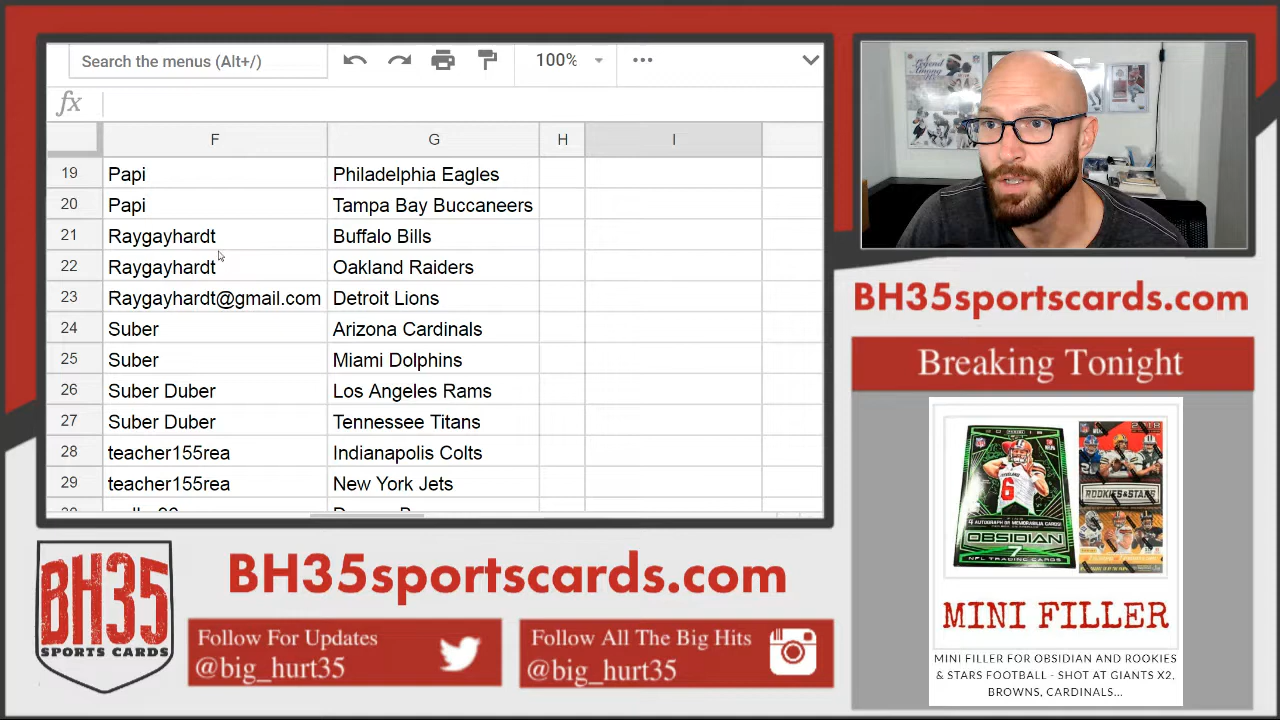 Search the menus (Alt+/)
100%
fx
F G H I
19 Papi Philadelphia Eagles
20 Papi Tampa Bay Buccaneers
21 Raygayhardt Buffalo Bills
22 Raygayhardt Oakland Raiders
23 Raygayhardt@gmail.com Detroit Lions
24 Suber Arizona Cardinals
25 Suber Miami Dolphins
26 Suber Duber Los Angeles Rams
27 Suber Duber Tennessee Titans
28 teacher155rea Indianapolis Colts
29 teacher155rea New York Jets
BH35sportscards.com
Breaking Tonight
OBSIDIAN
NFL TRADING CARDS
2018
ROOKIES & STARS
MINI FILLER
MINI FILLER FOR OBSIDIAN AND ROOKIES
& STARS FOOTBALL - SHOT AT GIANTS X2,
BROWNS, CARDINALS...
BH35
SPORTS CARDS
BH35sportscards.com
Follow For Updates
@big_hurt35
Follow All The Big Hits
@big_hurt35